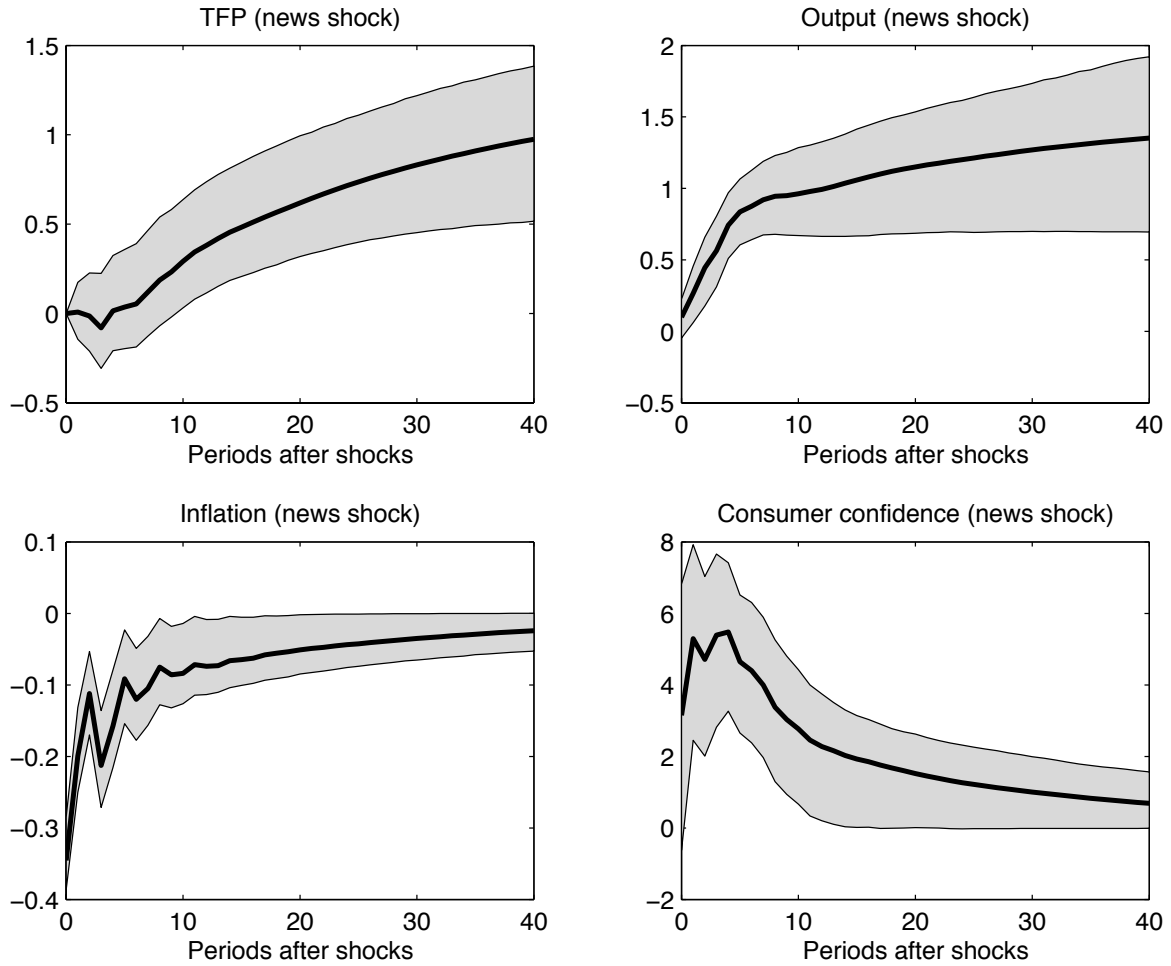 TFP (news shock)
1.5
1
0.5
0
−0.5
0 10 20 30 40
Periods after shocks
Output (news shock)
2
1.5
1
0.5
0
−0.5
0 10 20 30 40
Periods after shocks
Inflation (news shock)
0.1
0
−0.1
−0.2
−0.3
−0.4
0 10 20 30 40
Periods after shocks
Consumer confidence (news shock)
8
6
4
2
0
−2
0 10 20 30 40
Periods after shocks